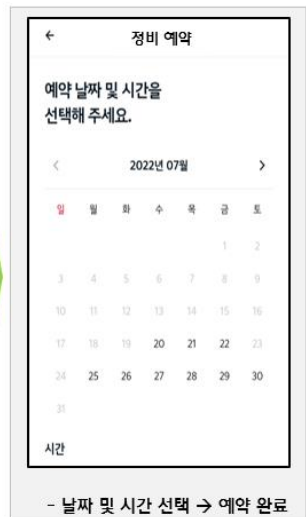 ← 정비 예약
예약 날짜 및 시간을
선택해 주세요.
< 2022년 07월 >
일 월 화 수 목 금 토
1 2
3 4 5 6 7 8 9
10 11 12 13 14 15 16
17 18 19 20 21 22 23
24 25 26 27 28 29 30
31
시간
- 날짜 및 시간 선택 → 예약 완료